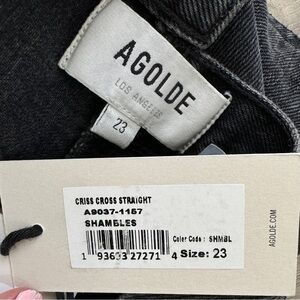 AGOLDE
LOS ANGELES
23
CRISS CROSS STRAIGHT
A9037-1157
SHAMBLES
Color Code : SHMBL
1 93603 27271 4 Size: 23
AGOLDE.COM